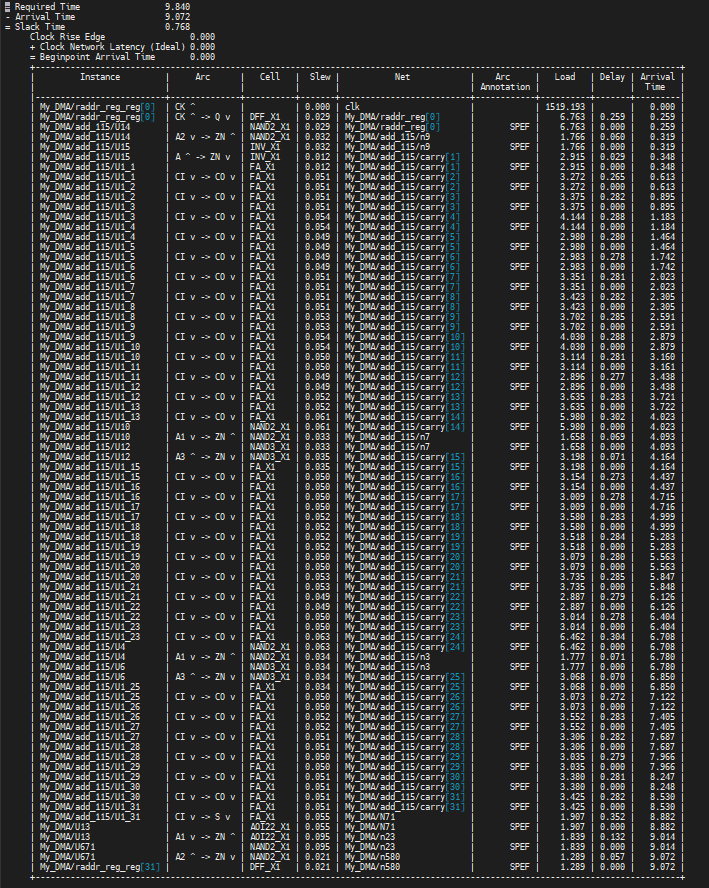 Required Time 9.840
- Arrival Time 9.072
= Slack Time 0.768
Clock Rise Edge 0.000
+ Clock Network Latency (Ideal) 0.000
= Beginpoint Arrival Time 0.000
+---+
| Instance | Arc | Cell | Slew | Net | Arc | Load | Delay | Arrival |
| | | | | | Annotation | | | Time |
| My_DMA/raddr_reg_reg[0] | CK ^ | | 0.000 | clk | | 1519.193 | | 0.000 |
| My_DMA/raddr_reg_reg[0] | CK ^ -> Q v | DFF_X1 | 0.029 | My_DMA/raddr_reg[0] | | 6.763 | 0.259 | 0.259 |
| My_DMA/add_115/U14 | | NAND2_X1 | 0.029 | My_DMA/raddr_reg[0] | SPEF | 6.763 | 0.000 | 0.259 |
| My_DMA/add_115/U14 | A2 v -> ZN ^ | NAND2_X1 | 0.032 | My_DMA/add_115/n9 | | 1.766 | 0.060 | 0.319 |
| My_DMA/add_115/U15 | | INV_X1 | 0.032 | My_DMA/add_115/n9 | SPEF | 1.766 | 0.000 | 0.319 |
| My_DMA/add_115/U15 | A ^ -> ZN v | INV_X1 | 0.012 | My_DMA/add_115/carry[1] | | 2.915 | 0.029 | 0.348 |
| My_DMA/add_115/U1_1 | | FA_X1 | 0.012 | My_DMA/add_115/carry[1] | SPEF | 2.915 | 0.000 | 0.348 |
| My_DMA/add_115/U1_1 | CI v -> CO v | FA_X1 | 0.051 | My_DMA/add_115/carry[2] | | 3.272 | 0.265 | 0.613 |
| My_DMA/add_115/U1_2 | | FA_X1 | 0.051 | My_DMA/add_115/carry[2] | SPEF | 3.272 | 0.000 | 0.613 |
| My_DMA/add_115/U1_2 | CI v -> CO v | FA_X1 | 0.051 | My_DMA/add_115/carry[3] | | 3.375 | 0.282 | 0.895 |
| My_DMA/add_115/U1_3 | | FA_X1 | 0.051 | My_DMA/add_115/carry[3] | SPEF | 3.375 | 0.000 | 0.895 |
| My_DMA/add_115/U1_3 | CI v -> CO v | FA_X1 | 0.054 | My_DMA/add_115/carry[4] | | 4.144 | 0.288 | 1.183 |
| My_DMA/add_115/U1_4 | | FA_X1 | 0.054 | My_DMA/add_115/carry[4] | SPEF | 4.144 | 0.000 | 1.184 |
| My_DMA/add_115/U1_4 | CI v -> CO v | FA_X1 | 0.049 | My_DMA/add_115/carry[5] | | 2.980 | 0.280 | 1.464 |
| My_DMA/add_115/U1_5 | | FA_X1 | 0.049 | My_DMA/add_115/carry[5] | SPEF | 2.980 | 0.000 | 1.464 |
| My_DMA/add_115/U1_5 | CI v -> CO v | FA_X1 | 0.049 | My_DMA/add_115/carry[6] | | 2.983 | 0.278 | 1.742 |
| My_DMA/add_115/U1_6 | | FA_X1 | 0.049 | My_DMA/add_115/carry[6] | SPEF | 2.983 | 0.000 | 1.742 |
| My_DMA/add_115/U1_6 | CI v -> CO v | FA_X1 | 0.051 | My_DMA/add_115/carry[7] | | 3.351 | 0.281 | 2.023 |
| My_DMA/add_115/U1_7 | | FA_X1 | 0.051 | My_DMA/add_115/carry[7] | SPEF | 3.351 | 0.000 | 2.023 |
| My_DMA/add_115/U1_7 | CI v -> CO v | FA_X1 | 0.051 | My_DMA/add_115/carry[8] | | 3.423 | 0.282 | 2.305 |
| My_DMA/add_115/U1_8 | | FA_X1 | 0.051 | My_DMA/add_115/carry[8] | SPEF | 3.423 | 0.000 | 2.305 |
| My_DMA/add_115/U1_8 | CI v -> CO v | FA_X1 | 0.053 | My_DMA/add_115/carry[9] | | 3.702 | 0.285 | 2.591 |
| My_DMA/add_115/U1_9 | | FA_X1 | 0.053 | My_DMA/add_115/carry[9] | SPEF | 3.702 | 0.000 | 2.591 |
| My_DMA/add_115/U1_9 | CI v -> CO v | FA_X1 | 0.054 | My_DMA/add_115/carry[10] | | 4.030 | 0.288 | 2.879 |
| My_DMA/add_115/U1_10 | | FA_X1 | 0.054 | My_DMA/add_115/carry[10] | SPEF | 4.030 | 0.000 | 2.879 |
| My_DMA/add_115/U1_10 | CI v -> CO v | FA_X1 | 0.050 | My_DMA/add_115/carry[11] | | 3.114 | 0.281 | 3.160 |
| My_DMA/add_115/U1_11 | | FA_X1 | 0.050 | My_DMA/add_115/carry[11] | SPEF | 3.114 | 0.000 | 3.161 |
| My_DMA/add_115/U1_11 | CI v -> CO v | FA_X1 | 0.049 | My_DMA/add_115/carry[12] | | 2.896 | 0.277 | 3.438 |
| My_DMA/add_115/U1_12 | | FA_X1 | 0.049 | My_DMA/add_115/carry[12] | SPEF | 2.896 | 0.000 | 3.438 |
| My_DMA/add_115/U1_12 | CI v -> CO v | FA_X1 | 0.052 | My_DMA/add_115/carry[13] | | 3.635 | 0.283 | 3.721 |
| My_DMA/add_115/U1_13 | | FA_X1 | 0.052 | My_DMA/add_115/carry[13] | SPEF | 3.635 | 0.000 | 3.722 |
| My_DMA/add_115/U1_13 | CI v -> CO v | FA_X1 | 0.061 | My_DMA/add_115/carry[14] | | 5.980 | 0.302 | 4.023 |
| My_DMA/add_115/U10 | | NAND2_X1 | 0.061 | My_DMA/add_115/carry[14] | SPEF | 5.980 | 0.000 | 4.023 |
| My_DMA/add_115/U10 | A1 v -> ZN ^ | NAND2_X1 | 0.033 | My_DMA/add_115/n7 | | 1.658 | 0.069 | 4.093 |
| My_DMA/add_115/U12 | | NAND3_X1 | 0.033 | My_DMA/add_115/n7 | SPEF | 1.658 | 0.000 | 4.093 |
| My_DMA/add_115/U12 | A3 ^ -> ZN v | NAND3_X1 | 0.035 | My_DMA/add_115/carry[15] | | 3.198 | 0.071 | 4.164 |
| My_DMA/add_115/U1_15 | | FA_X1 | 0.035 | My_DMA/add_115/carry[15] | SPEF | 3.198 | 0.000 | 4.164 |
| My_DMA/add_115/U1_15 | CI v -> CO v | FA_X1 | 0.050 | My_DMA/add_115/carry[16] | | 3.154 | 0.273 | 4.437 |
| My_DMA/add_115/U1_16 | | FA_X1 | 0.050 | My_DMA/add_115/carry[16] | SPEF | 3.154 | 0.000 | 4.437 |
| My_DMA/add_115/U1_16 | CI v -> CO v | FA_X1 | 0.050 | My_DMA/add_115/carry[17] | | 3.009 | 0.278 | 4.715 |
| My_DMA/add_115/U1_17 | | FA_X1 | 0.050 | My_DMA/add_115/carry[17] | SPEF | 3.009 | 0.000 | 4.716 |
| My_DMA/add_115/U1_17 | CI v -> CO v | FA_X1 | 0.052 | My_DMA/add_115/carry[18] | | 3.580 | 0.283 | 4.999 |
| My_DMA/add_115/U1_18 | | FA_X1 | 0.052 | My_DMA/add_115/carry[18] | SPEF | 3.580 | 0.000 | 4.999 |
| My_DMA/add_115/U1_18 | CI v -> CO v | FA_X1 | 0.052 | My_DMA/add_115/carry[19] | | 3.518 | 0.284 | 5.283 |
| My_DMA/add_115/U1_19 | | FA_X1 | 0.052 | My_DMA/add_115/carry[19] | SPEF | 3.518 | 0.000 | 5.283 |
| My_DMA/add_115/U1_19 | CI v -> CO v | FA_X1 | 0.050 | My_DMA/add_115/carry[20] | | 3.079 | 0.280 | 5.563 |
| My_DMA/add_115/U1_20 | | FA_X1 | 0.050 | My_DMA/add_115/carry[20] | SPEF | 3.079 | 0.000 | 5.563 |
| My_DMA/add_115/U1_20 | CI v -> CO v | FA_X1 | 0.053 | My_DMA/add_115/carry[21] | | 3.735 | 0.285 | 5.847 |
| My_DMA/add_115/U1_21 | | FA_X1 | 0.053 | My_DMA/add_115/carry[21] | SPEF | 3.735 | 0.000 | 5.848 |
| My_DMA/add_115/U1_21 | CI v -> CO v | FA_X1 | 0.049 | My_DMA/add_115/carry[22] | | 2.887 | 0.279 | 6.126 |
| My_DMA/add_115/U1_22 | | FA_X1 | 0.049 | My_DMA/add_115/carry[22] | SPEF | 2.887 | 0.000 | 6.126 |
| My_DMA/add_115/U1_22 | CI v -> CO v | FA_X1 | 0.050 | My_DMA/add_115/carry[23] | | 3.014 | 0.278 | 6.404 |
| My_DMA/add_115/U1_23 | | FA_X1 | 0.050 | My_DMA/add_115/carry[23] | SPEF | 3.014 | 0.000 | 6.404 |
| My_DMA/add_115/U1_23 | CI v -> CO v | FA_X1 | 0.063 | My_DMA/add_115/carry[24] | | 6.462 | 0.304 | 6.708 |
| My_DMA/add_115/U4 | | NAND2_X1 | 0.063 | My_DMA/add_115/carry[24] | SPEF | 6.462 | 0.000 | 6.708 |
| My_DMA/add_115/U4 | A1 v -> ZN ^ | NAND2_X1 | 0.034 | My_DMA/add_115/n3 | | 1.777 | 0.071 | 6.780 |
| My_DMA/add_115/U6 | | NAND3_X1 | 0.034 | My_DMA/add_115/n3 | SPEF | 1.777 | 0.000 | 6.780 |
| My_DMA/add_115/U6 | A3 ^ -> ZN v | NAND3_X1 | 0.034 | My_DMA/add_115/carry[25] | | 3.068 | 0.070 | 6.850 |
| My_DMA/add_115/U1_25 | | FA_X1 | 0.034 | My_DMA/add_115/carry[25] | SPEF | 3.068 | 0.000 | 6.850 |
| My_DMA/add_115/U1_25 | CI v -> CO v | FA_X1 | 0.050 | My_DMA/add_115/carry[26] | | 3.073 | 0.272 | 7.122 |
| My_DMA/add_115/U1_26 | | FA_X1 | 0.050 | My_DMA/add_115/carry[26] | SPEF | 3.073 | 0.000 | 7.122 |
| My_DMA/add_115/U1_26 | CI v -> CO v | FA_X1 | 0.052 | My_DMA/add_115/carry[27] | | 3.552 | 0.283 | 7.405 |
| My_DMA/add_115/U1_27 | | FA_X1 | 0.052 | My_DMA/add_115/carry[27] | SPEF | 3.552 | 0.000 | 7.405 |
| My_DMA/add_115/U1_27 | CI v -> CO v | FA_X1 | 0.051 | My_DMA/add_115/carry[28] | | 3.306 | 0.282 | 7.687 |
| My_DMA/add_115/U1_28 | | FA_X1 | 0.051 | My_DMA/add_115/carry[28] | SPEF | 3.306 | 0.000 | 7.687 |
| My_DMA/add_115/U1_28 | CI v -> CO v | FA_X1 | 0.050 | My_DMA/add_115/carry[29] | | 3.035 | 0.279 | 7.966 |
| My_DMA/add_115/U1_29 | | FA_X1 | 0.050 | My_DMA/add_115/carry[29] | SPEF | 3.035 | 0.000 | 7.966 |
| My_DMA/add_115/U1_29 | CI v -> CO v | FA_X1 | 0.051 | My_DMA/add_115/carry[30] | | 3.380 | 0.281 | 8.247 |
| My_DMA/add_115/U1_30 | | FA_X1 | 0.051 | My_DMA/add_115/carry[30] | SPEF | 3.380 | 0.000 | 8.248 |
| My_DMA/add_115/U1_30 | CI v -> CO v | FA_X1 | 0.051 | My_DMA/add_115/carry[31] | | 3.425 | 0.282 | 8.530 |
| My_DMA/add_115/U1_31 | | FA_X1 | 0.051 | My_DMA/add_115/carry[31] | SPEF | 3.425 | 0.000 | 8.530 |
| My_DMA/add_115/U1_31 | CI v -> S v | FA_X1 | 0.055 | My_DMA/N71 | | 1.907 | 0.352 | 8.882 |
| My_DMA/U13 | | AOI22_X1 | 0.055 | My_DMA/N71 | SPEF | 1.907 | 0.000 | 8.882 |
| My_DMA/U13 | A1 v -> ZN ^ | AOI22_X1 | 0.095 | My_DMA/n23 | | 1.839 | 0.132 | 9.014 |
| My_DMA/U671 | | NAND2_X1 | 0.095 | My_DMA/n23 | SPEF | 1.839 | 0.000 | 9.014 |
| My_DMA/U671 | A2 ^ -> ZN v | NAND2_X1 | 0.021 | My_DMA/n580 | | 1.289 | 0.057 | 9.072 |
| My_DMA/raddr_reg_reg[31] | | DFF_X1 | 0.021 | My_DMA/n580 | SPEF | 1.289 | 0.000 | 9.072 |
+---+